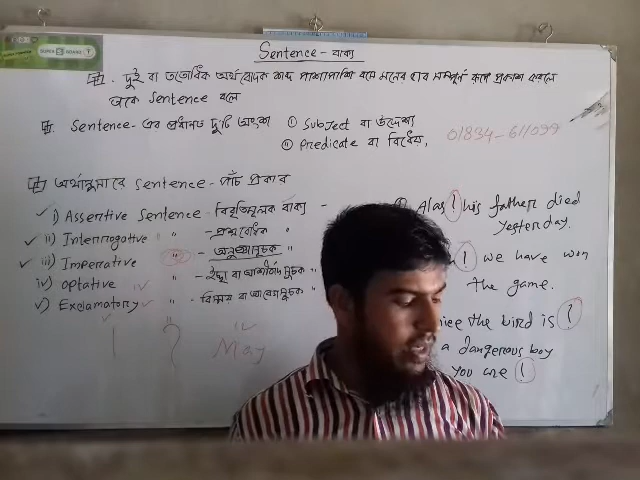 SUPER
Sentence - বাক্য
দুই বা ততোধিক অর্থবোধক শব্দ পাশাপাশি বসে মনের ভাব সম্পূর্ণ রূপে প্রকাশ করলে
তাকে Sentence বলে
Sentence - এর প্রধানত দু'টি অংশ i) Subject বা উদ্দেশ্য
ii) Predicate বা বিধেয়,
01834-611099
অর্থানুসারে Sentence - পাঁচ প্রকার
i) Assertive Sentence - বিবৃতিমূলক বাক্য -
ii) Interrogative " - প্রশ্নবোধক "
iii) Imperative " - অনুজ্ঞাসূচক "
iv) optative " - ইচ্ছা বা আশীর্বাদ সূচক "
v) Exclamatory " - বিস্ময় বা আবেগসূচক "
! ? May
Alas! his father died
yesterday.
! we have won
the game.
the bird is!
a dangerous boy
you are!